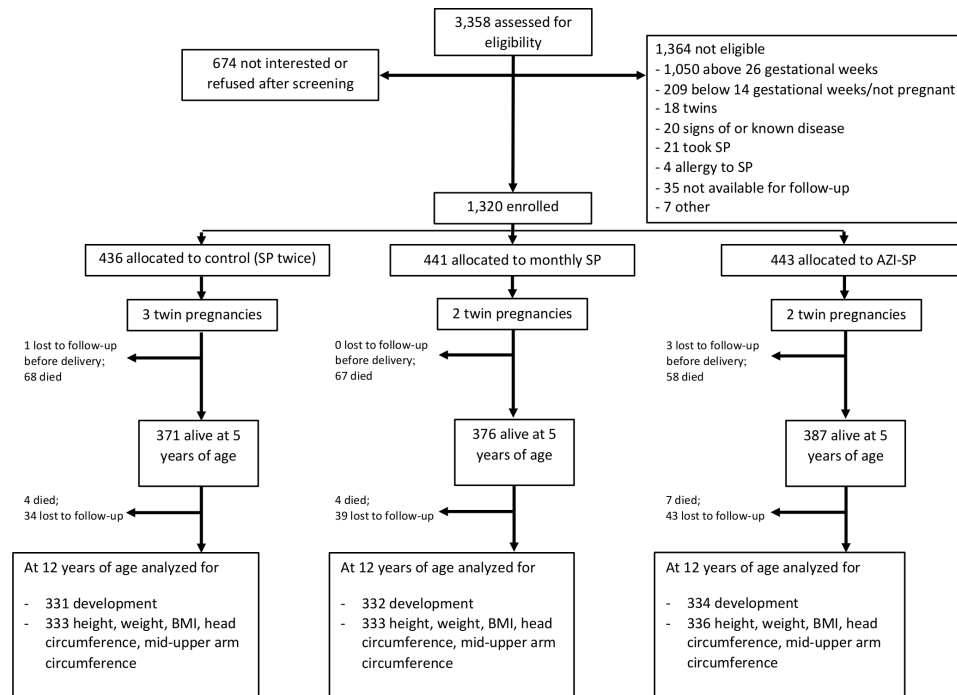 3,358 assessed for
eligibility
674 not interested or
refused after screening
1,364 not eligible
- 1,050 above 26 gestational weeks
- 209 below 14 gestational weeks/not pregnant
- 18 twins
- 20 signs of or known disease
- 21 took SP
- 4 allergy to SP
- 35 not available for follow-up
- 7 other
1,320 enrolled
436 allocated to control (SP twice)
441 allocated to monthly SP
443 allocated to AZI-SP
3 twin pregnancies
2 twin pregnancies
2 twin pregnancies
1 lost to follow-up
before delivery;
68 died
0 lost to follow-up
before delivery;
67 died
3 lost to follow-up
before delivery;
58 died
371 alive at 5
years of age
376 alive at 5
years of age
387 alive at 5
years of age
4 died;
34 lost to follow-up
4 died;
39 lost to follow-up
7 died;
43 lost to follow-up
At 12 years of age analyzed for
- 331 development
- 333 height, weight, BMI, head
circumference, mid-upper arm
circumference
At 12 years of age analyzed for
- 332 development
- 333 height, weight, BMI, head
circumference, mid-upper arm
circumference
At 12 years of age analyzed for
- 334 development
- 336 height, weight, BMI, head
circumference, mid-upper arm
circumference